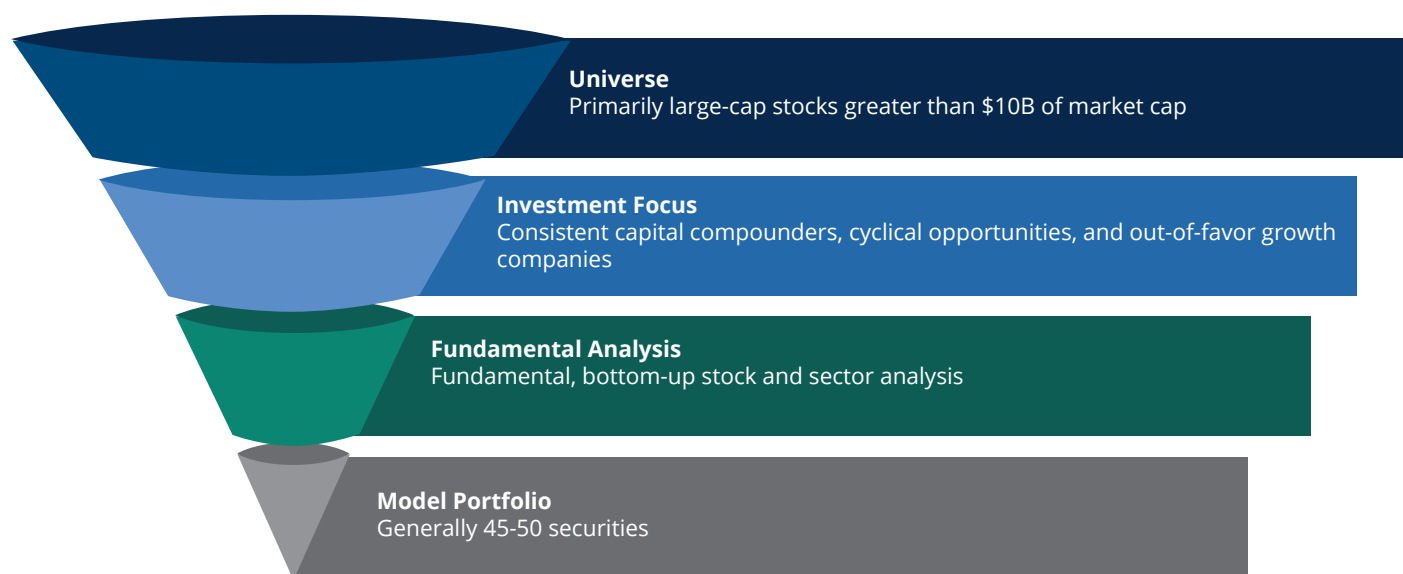 Universe
Primarily large-cap stocks greater than $10B of market cap
Investment Focus
Consistent capital compounders, cyclical opportunities, and out-of-favor growth
companies
Fundamental Analysis
Fundamental, bottom-up stock and sector analysis
Model Portfolio
Generally 45-50 securities